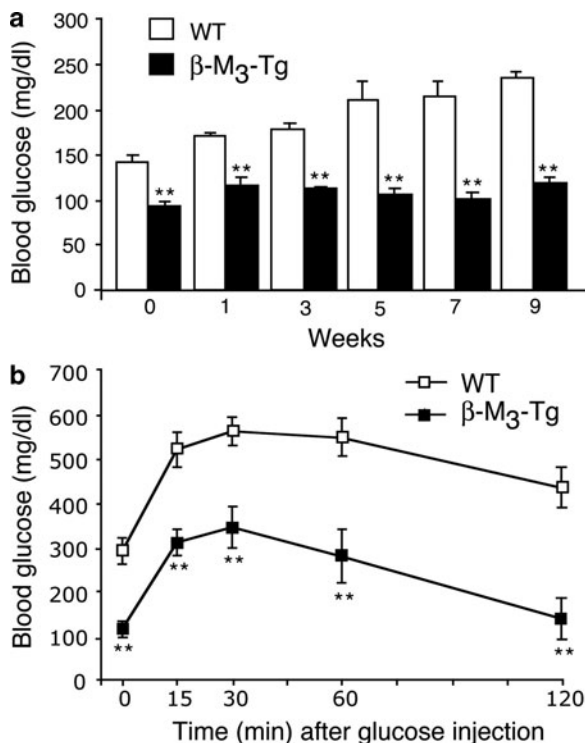 a
WT
β-M3-Tg
Blood glucose (mg/dl)
300
250
200
150
100
50
0
** ** ** ** ** **
0 1 3 5 7 9
Weeks
b
WT
β-M3-Tg
Blood glucose (mg/dl)
700
600
500
400
300
200
100
0
** ** ** ** **
0 15 30 60 120
Time (min) after glucose injection